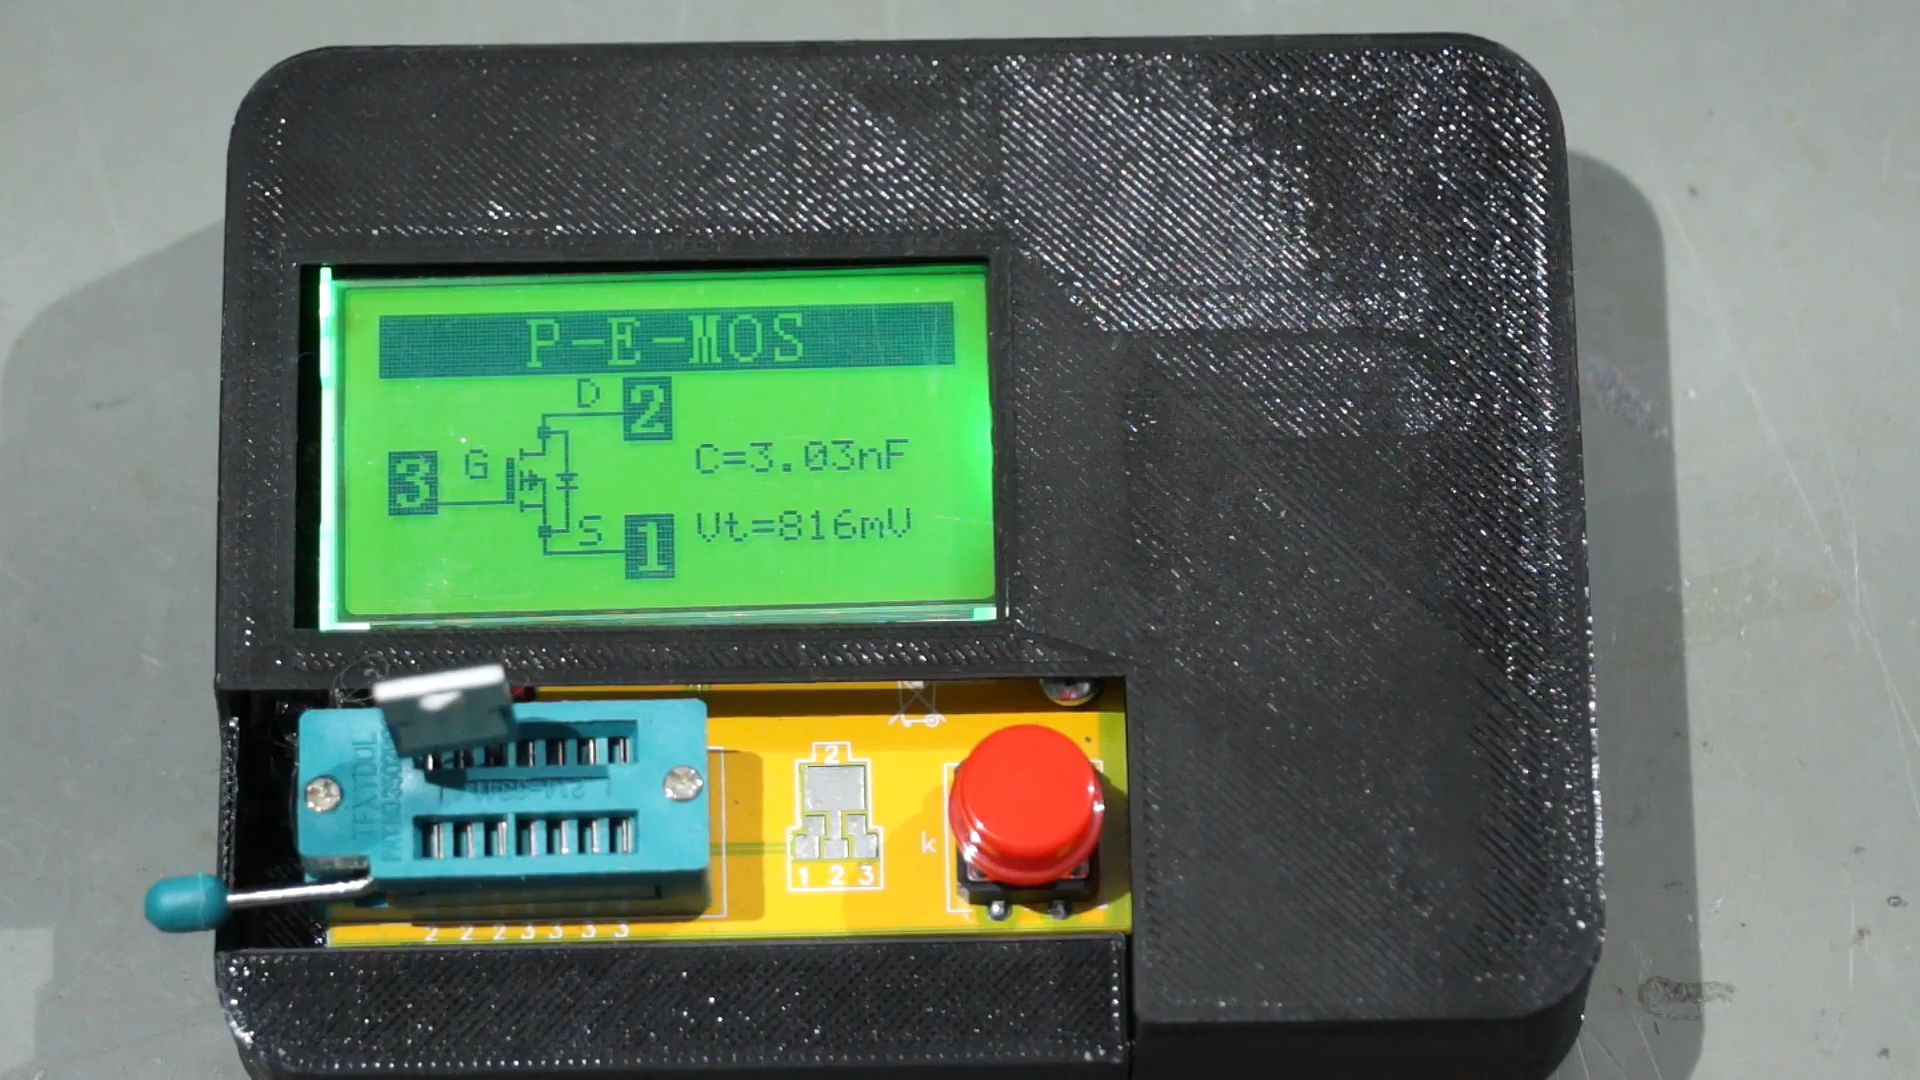 P-E-MOS
D 2
3 G
C=3.03nF
S 1
Vt=816mV
2
k
1 2 3
2 2 2 3 3 3 3